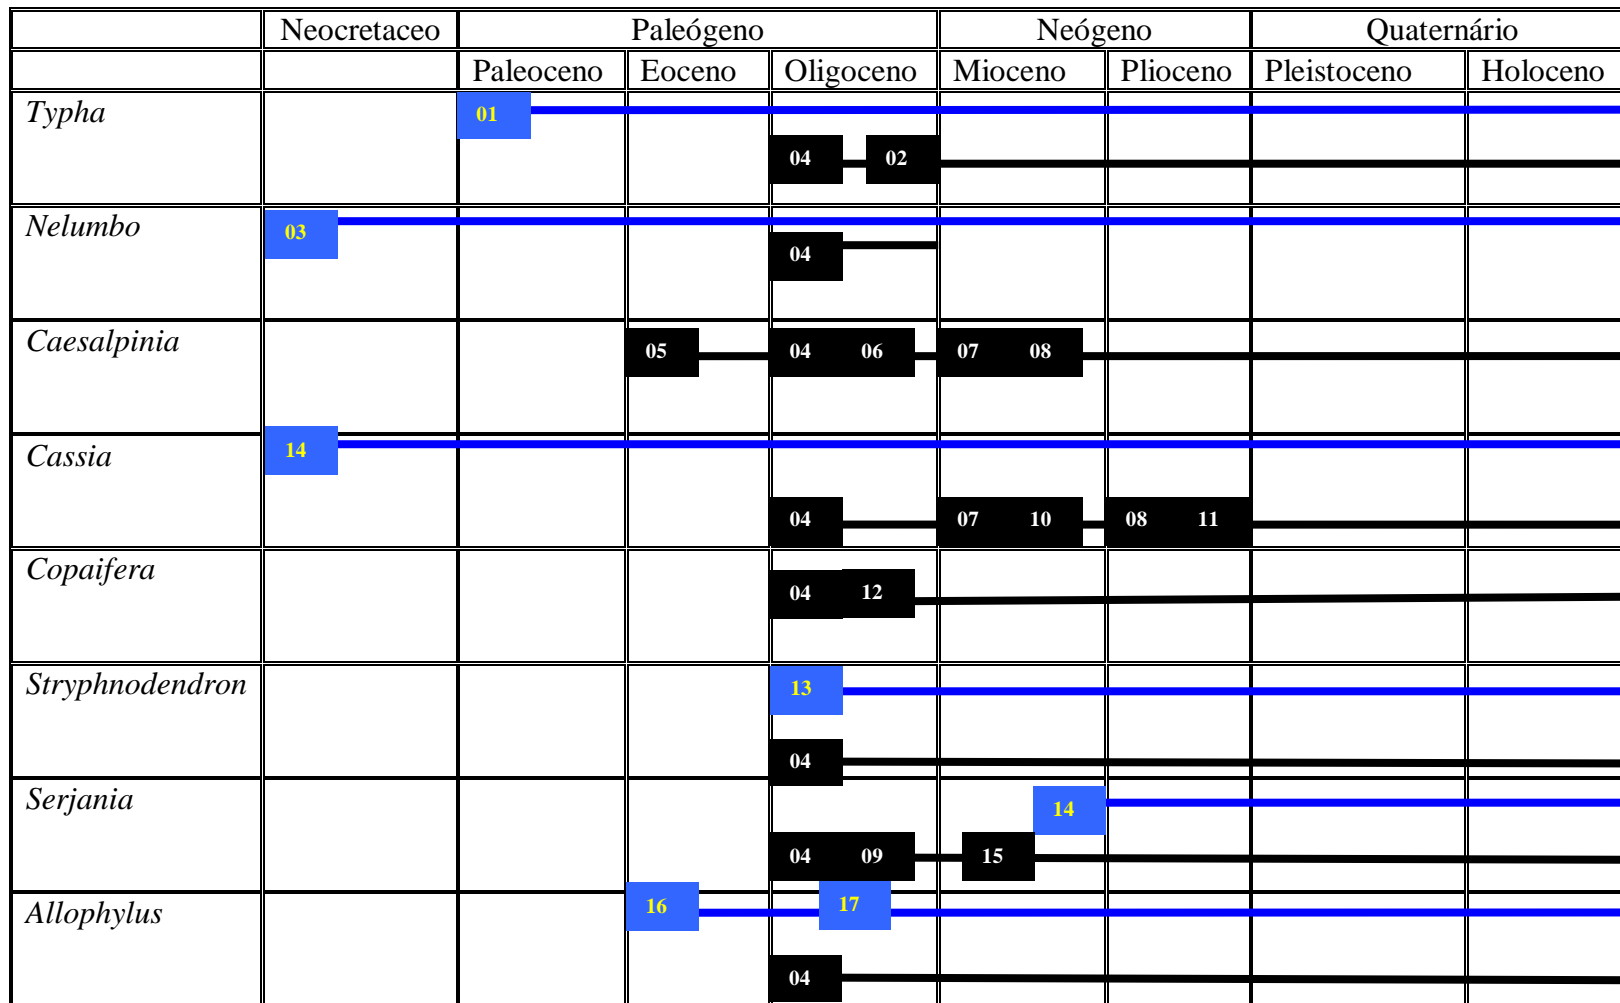 Neocretaceo Paleógeno Neógeno Quaternário
Paleoceno Eoceno Oligoceno Mioceno Plioceno Pleistoceno Holoceno
Typha 01
04 02
Nelumbo 03
04
Caesalpinia 05 04 06 07 08
Cassia 14
04 07 10 08 11
Copaifera 04 12
Stryphnodendron 13
04
Serjania 14
04 09 15
Allophylus 16 17
04